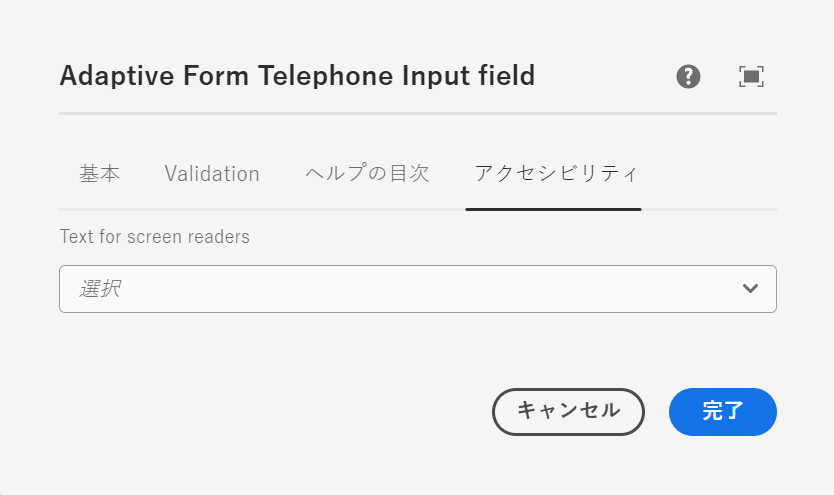 Adaptive Form Telephone Input field
基本 Validation ヘルプの目次 アクセシビリティ
Text for screen readers
選択
キャンセル 完了